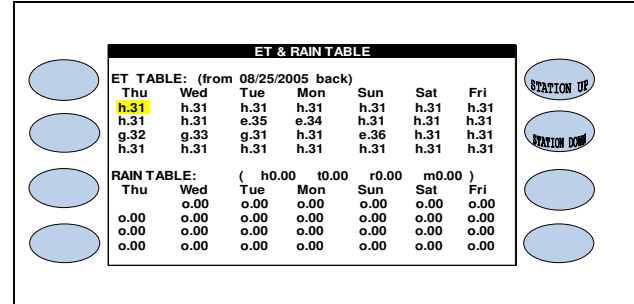 ET & RAIN TABLE
ET TABLE: (from 08/25/2005 back)
Thu Wed Tue Mon Sun Sat Fri
h.31 h.31 h.31 h.31 h.31 h.31 h.31
h.31 h.31 e.35 e.34 h.31 h.31 h.31
g.32 g.33 g.31 h.31 e.36 h.31 h.31
h.31 h.31 h.31 h.31 h.31 h.31 h.31
RAIN TABLE: ( h0.00 t0.00 r0.00 m0.00 )
Thu Wed Tue Mon Sun Sat Fri
o.00 o.00 o.00 o.00 o.00 o.00
o.00 o.00 o.00 o.00 o.00 o.00 o.00
o.00 o.00 o.00 o.00 o.00 o.00 o.00
o.00 o.00 o.00 o.00 o.00 o.00 o.00
STATION UP
STATION DOWN